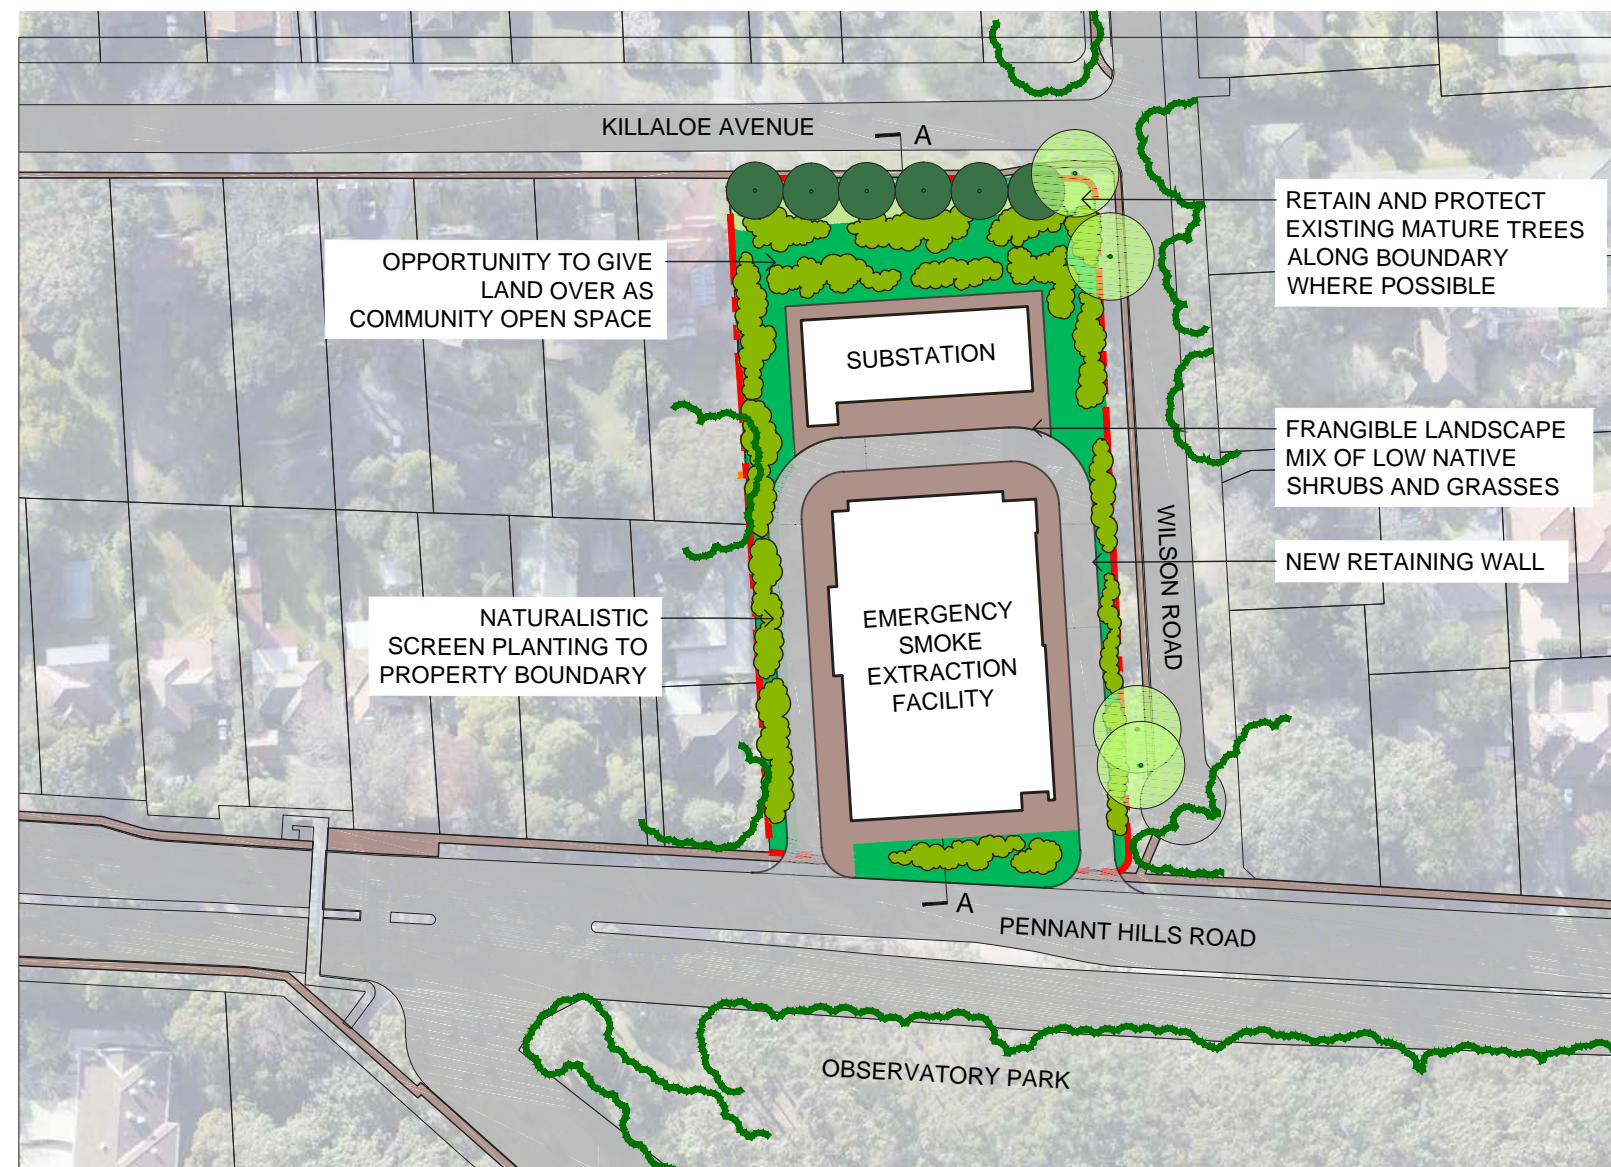 KILLALOE AVENUE
A
RETAIN AND PROTECT
EXISTING MATURE TREES
ALONG BOUNDARY
WHERE POSSIBLE
OPPORTUNITY TO GIVE
LAND OVER AS
COMMUNITY OPEN SPACE
SUBSTATION
FRANGIBLE LANDSCAPE
MIX OF LOW NATIVE
SHRUBS AND GRASSES
WILSON ROAD
NEW RETAINING WALL
NATURALISTIC
SCREEN PLANTING TO
PROPERTY BOUNDARY
EMERGENCY
SMOKE
EXTRACTION
FACILITY
A
PENNANT HILLS ROAD
OBSERVATORY PARK